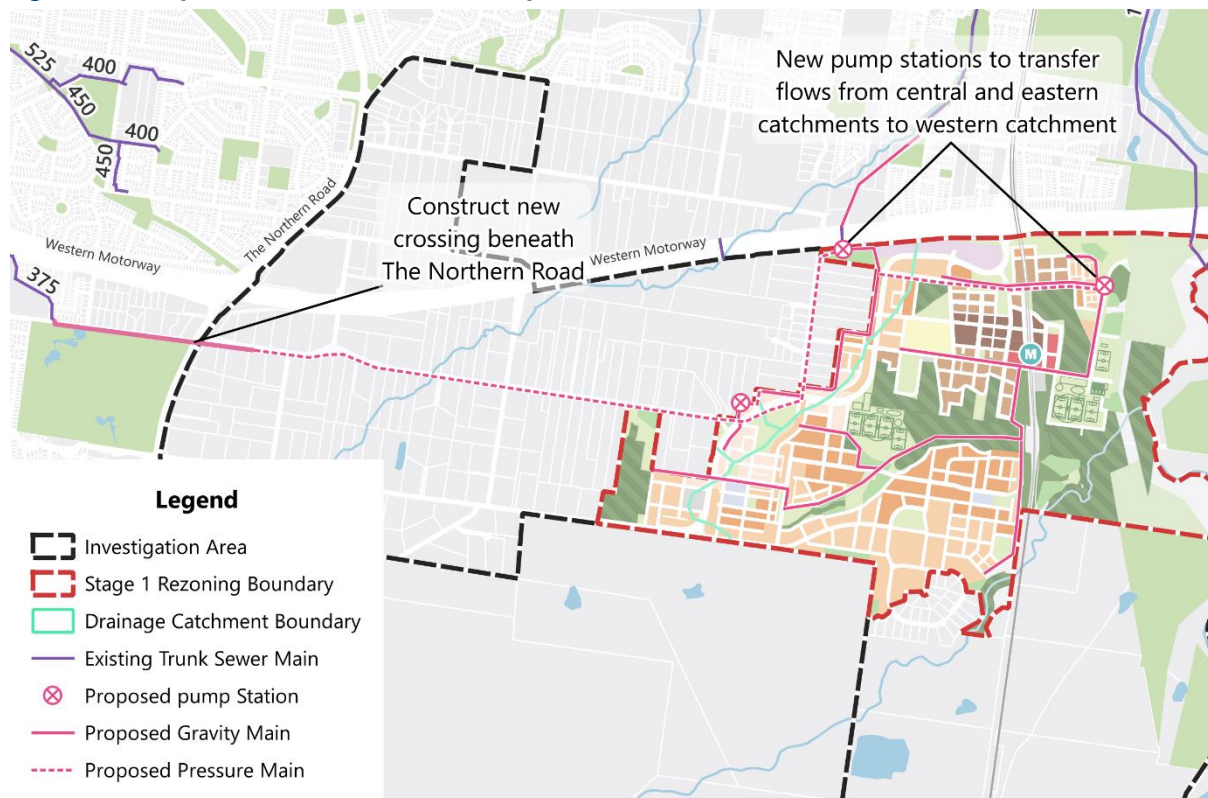 New pump stations to transfer
flows from central and eastern
catchments to western catchment
525
400
450
400
450
The Northern Road
Construct new
crossing beneath
The Northern Road
Western Motorway
Western Motorway
375
M
Legend
Investigation Area
Stage 1 Rezoning Boundary
Drainage Catchment Boundary
Existing Trunk Sewer Main
Proposed pump Station
Proposed Gravity Main
Proposed Pressure Main